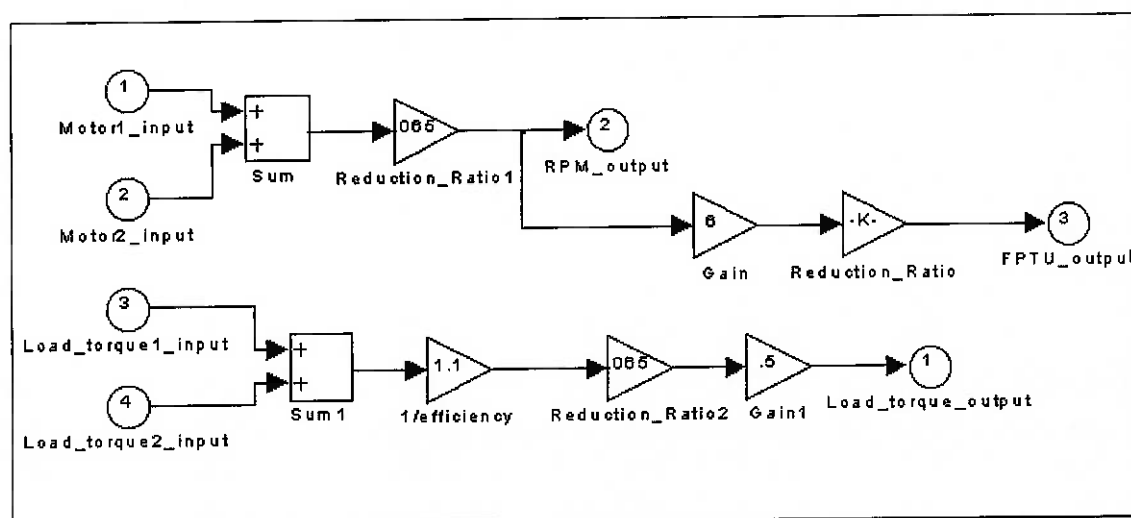 1
Motor1_input
2
Motor2_input
+
+
Sum
.065
Reduction_Ratio1
2
RPM_output
6
Gain
-K-
Reduction_Ratio
3
FPTU_output
3
Load_torque1_input
4
Load_torque2_input
+
+
Sum1
1.1
1/efficiency
.065
Reduction_Ratio2
.5
Gain1
1
Load_torque_output